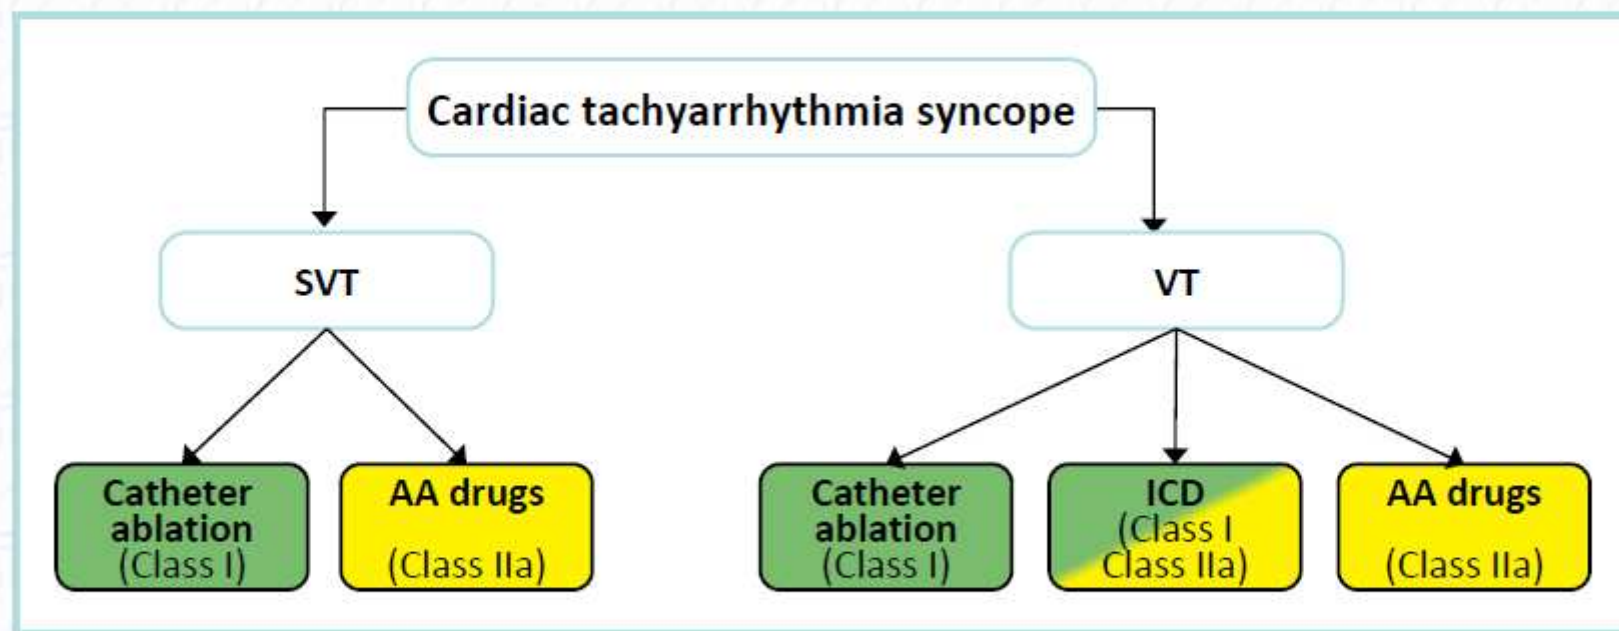 Cardiac tachyarrhythmia syncope
SVT
VT
Catheter
ablation
(Class I)
AA drugs
(Class IIa)
Catheter
ablation
(Class I)
ICD
(Class I
Class IIa)
AA drugs
(Class IIa)